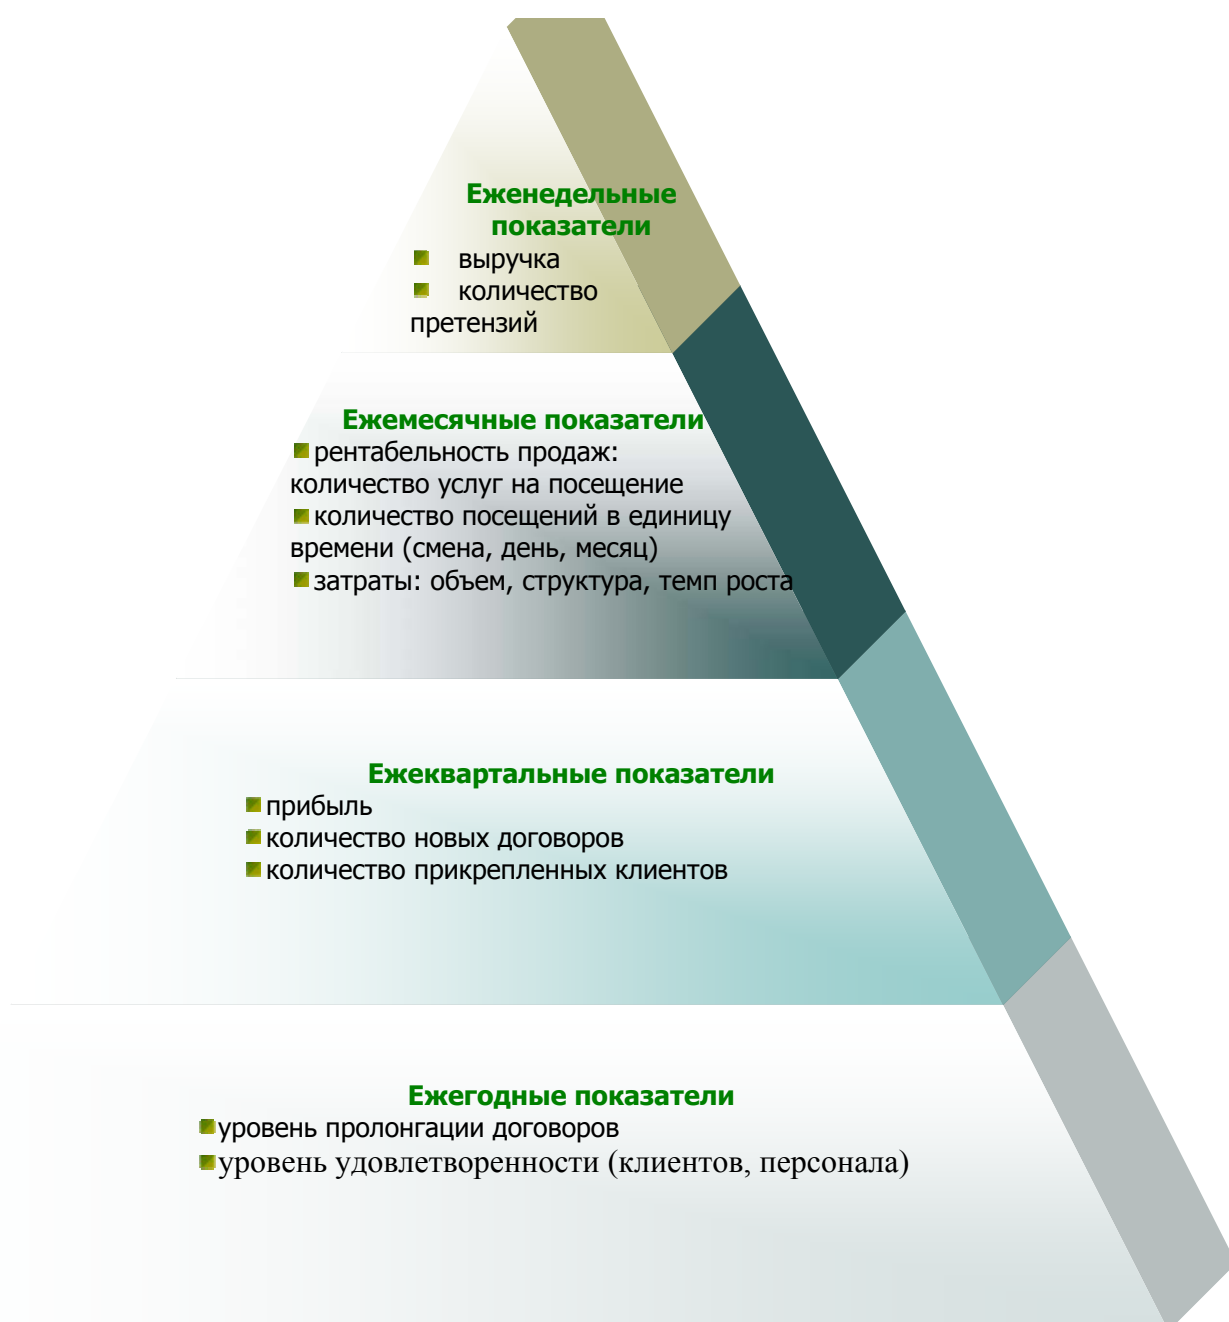 Еженедельные
показатели
выручка
количество
претензий
Ежемесячные показатели
рентабельность продаж:
количество услуг на посещение
количество посещений в единицу
времени (смена, день, месяц)
затраты: объем, структура, темп роста
Ежеквартальные показатели
прибыль
количество новых договоров
количество прикрепленных клиентов
Ежегодные показатели
уровень пролонгации договоров
уровень удовлетворенности (клиентов, персонала)